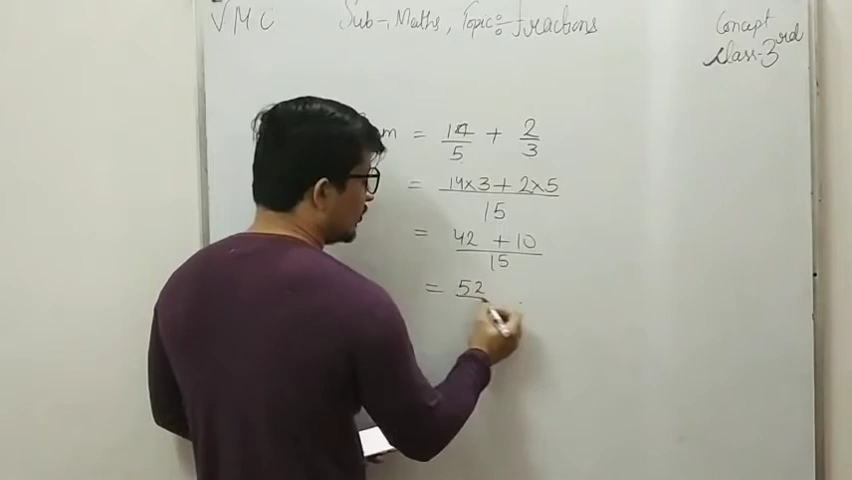 VMC Sub-, Maths, Topic:- fractions Concept
Class-3rd
m = 14/5 + 2/3
= 14x3+2x5/15
= 42 + 10/15
= 52